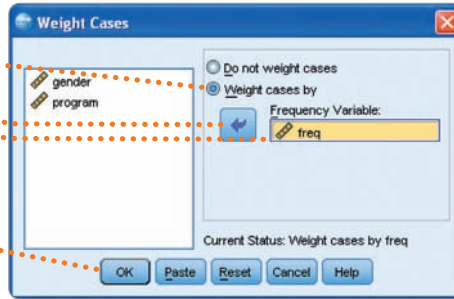 Weight Cases
gender
program
Do not weight cases
Weight cases by
Frequency Variable:
freq
Current Status: Weight cases by freq
OK
Paste
Reset
Cancel
Help